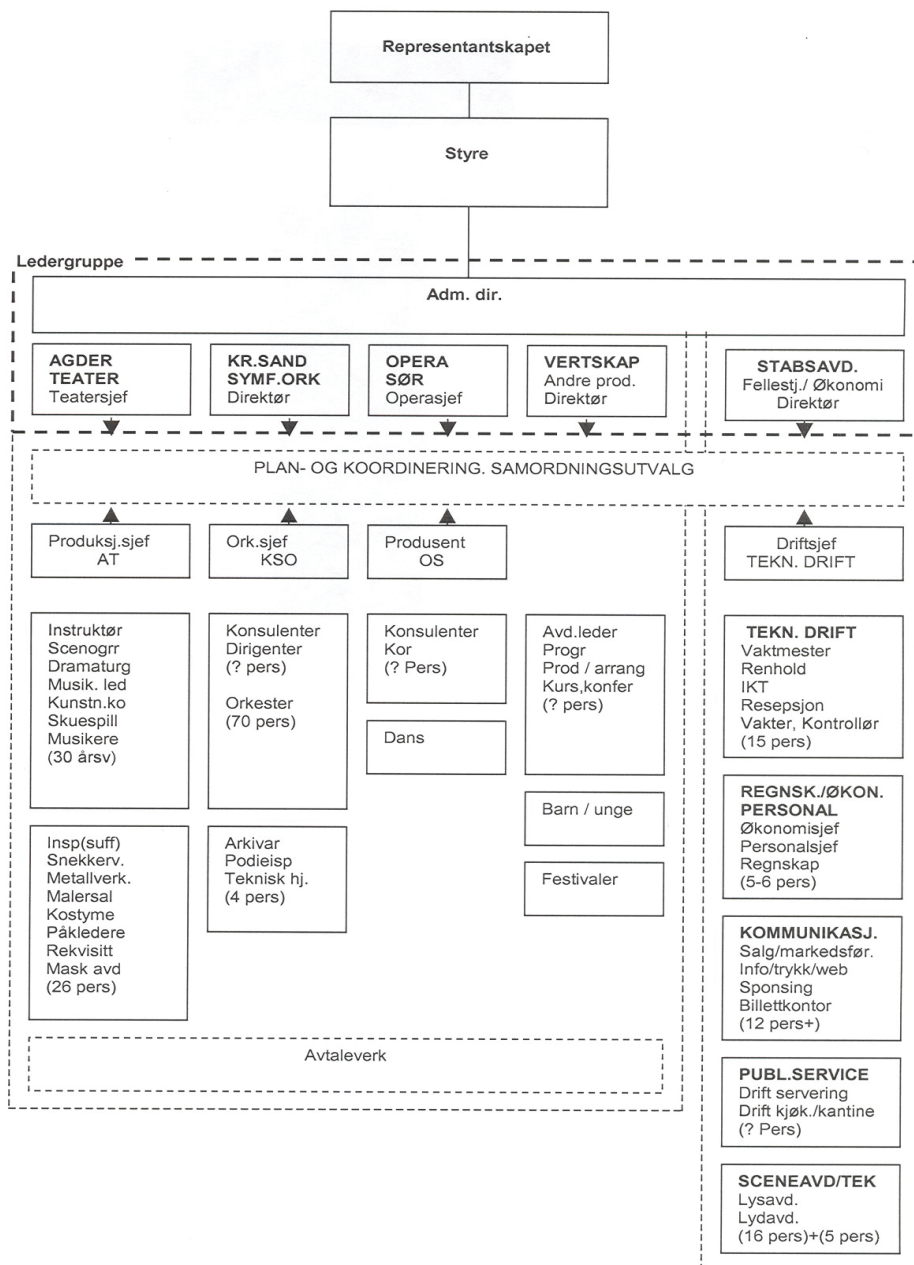 Representantskapet
Styre
Ledergruppe
Adm. dir.
AGDER
TEATER
Teatersjef
KR.SAND
SYMF.ORK
Direktør
OPERA
SØR
Operasjef
VERTSKAP
Andre prod.
Direktør
STABSAVD.
Fellestj./ Økonomi
Direktør
PLAN- OG KOORDINERING. SAMORDNINGSUTVALG
Produksj.sjef
AT
Ork.sjef
KSO
Produsent
OS
Driftsjef
TEKN. DRIFT
Instruktør
Scenogrr
Dramaturg
Musik. led
Kunstn.ko
Skuespill
Musikere
(30 årsv)
Konsulenter
Dirigenter
(? pers)
Orkester
(70 pers)
Konsulenter
Kor
(? Pers)
Dans
Avd.leder
Progr
Prod / arrang
Kurs,konfer
(? pers)
Barn / unge
Festivaler
TEKN. DRIFT
Vaktmester
Renhold
IKT
Resepsjon
Vakter, Kontrollør
(15 pers)
Insp(suff)
Snekkerv.
Metallverk.
Malersal
Kostyme
Påkledere
Rekvisitt
Mask avd
(26 pers)
Arkivar
Podieisp
Teknisk hj.
(4 pers)
REGNSK./ØKON.
PERSONAL
Økonomisjef
Personalsjef
Regnskap
(5-6 pers)
KOMMUNIKASJ.
Salg/markedsfør.
Info/trykk/web
Sponsing
Billettkontor
(12 pers+)
Avtaleverk
PUBL.SERVICE
Drift servering
Drift kjøk./kantine
(? Pers)
SCENEAVD/TEK
Lysavd.
Lydavd.
(16 pers)+(5 pers)